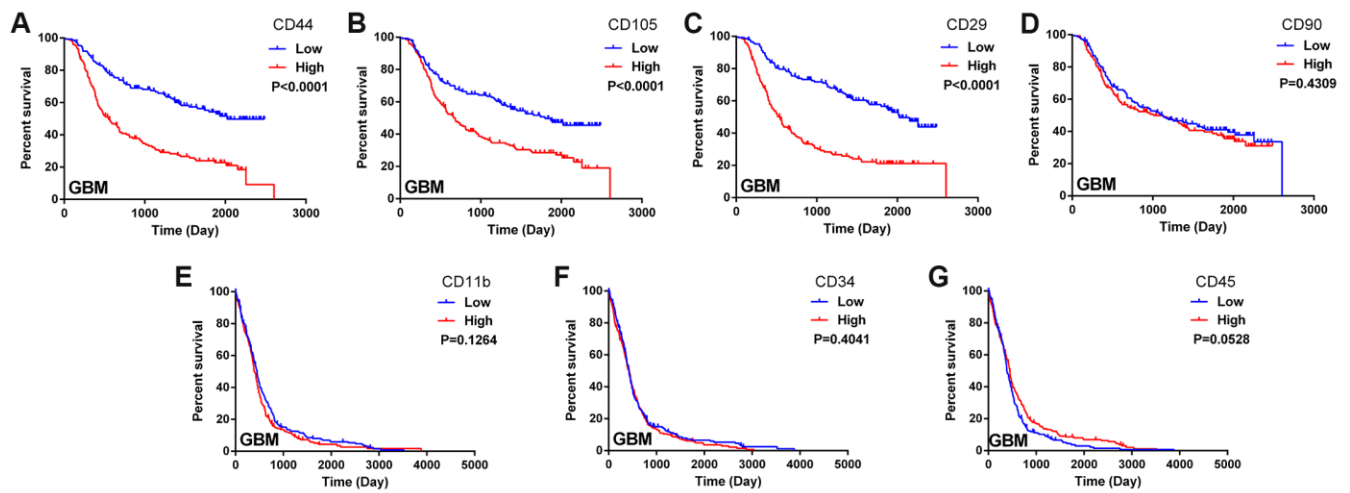 A
CD44
Low
High
P<0.0001
Percent survival
100
80
60
40
20
0
GBM
0 1000 2000 3000
Time (Day)
B
CD105
Low
High
P<0.0001
Percent survival
100
80
60
40
20
0
GBM
0 1000 2000 3000
Time (Day)
C
CD29
Low
High
P<0.0001
Percent survival
100
80
60
40
20
0
GBM
0 1000 2000 3000
Time (Day)
D
CD90
Low
High
P=0.4309
Percent survival
100
80
60
40
20
0
GBM
0 1000 2000 3000
Time (Day)
E
CD11b
Low
High
P=0.1264
Percent survival
100
80
60
40
20
0
GBM
0 1000 2000 3000 4000 5000
Time (Day)
F
CD34
Low
High
P=0.4041
Percent survival
100
80
60
40
20
0
GBM
0 1000 2000 3000 4000 5000
Time (Day)
G
CD45
Low
High
P=0.0528
Percent survival
100
80
60
40
20
0
GBM
0 1000 2000 3000 4000 5000
Time (Day)